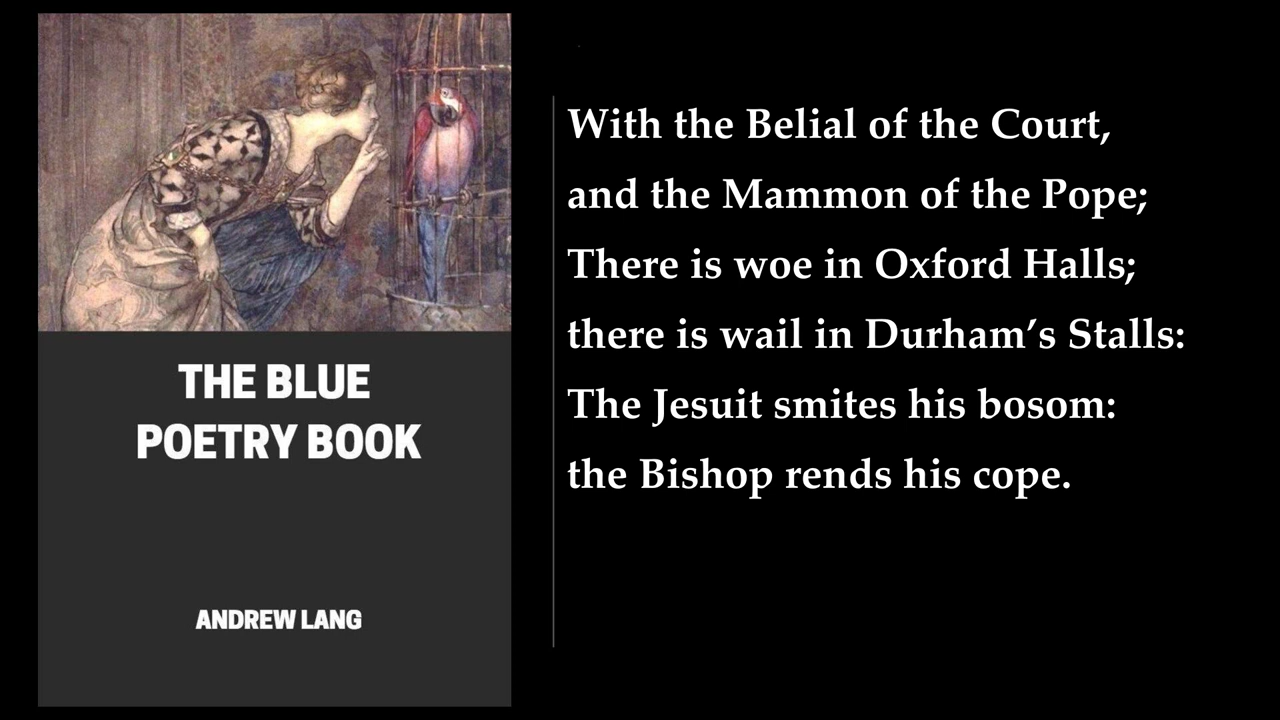 THE BLUE
POETRY BOOK
ANDREW LANG
With the Belial of the Court,
and the Mammon of the Pope;
There is woe in Oxford Halls;
there is wail in Durham’s Stalls:
The Jesuit smites his bosom:
the Bishop rends his cope.